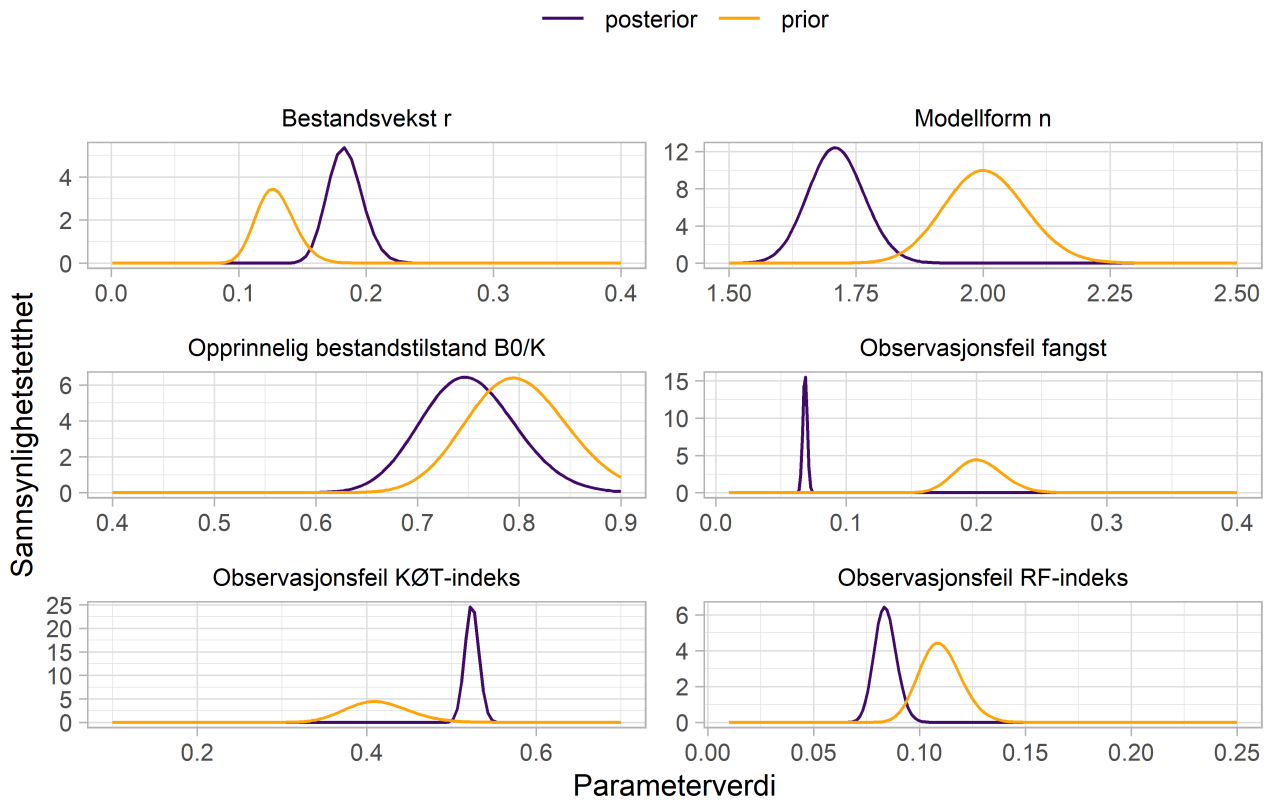 posterior prior
Bestandsvekst r
4
2
0
0.0 0.1 0.2 0.3 0.4
Modellform n
12
8
4
0
1.50 1.75 2.00 2.25 2.50
Opprinnelig bestandstilstand B0/K
6
4
2
0
0.4 0.5 0.6 0.7 0.8 0.9
Observasjonsfeil fangst
15
10
5
0
0.0 0.1 0.2 0.3 0.4
Observasjonsfeil KØT-indeks
25
20
15
10
5
0
0.2 0.4 0.6
Observasjonsfeil RF-indeks
6
4
2
0
0.00 0.05 0.10 0.15 0.20 0.25
Sannsynlighetstetthet
Parameterverdi